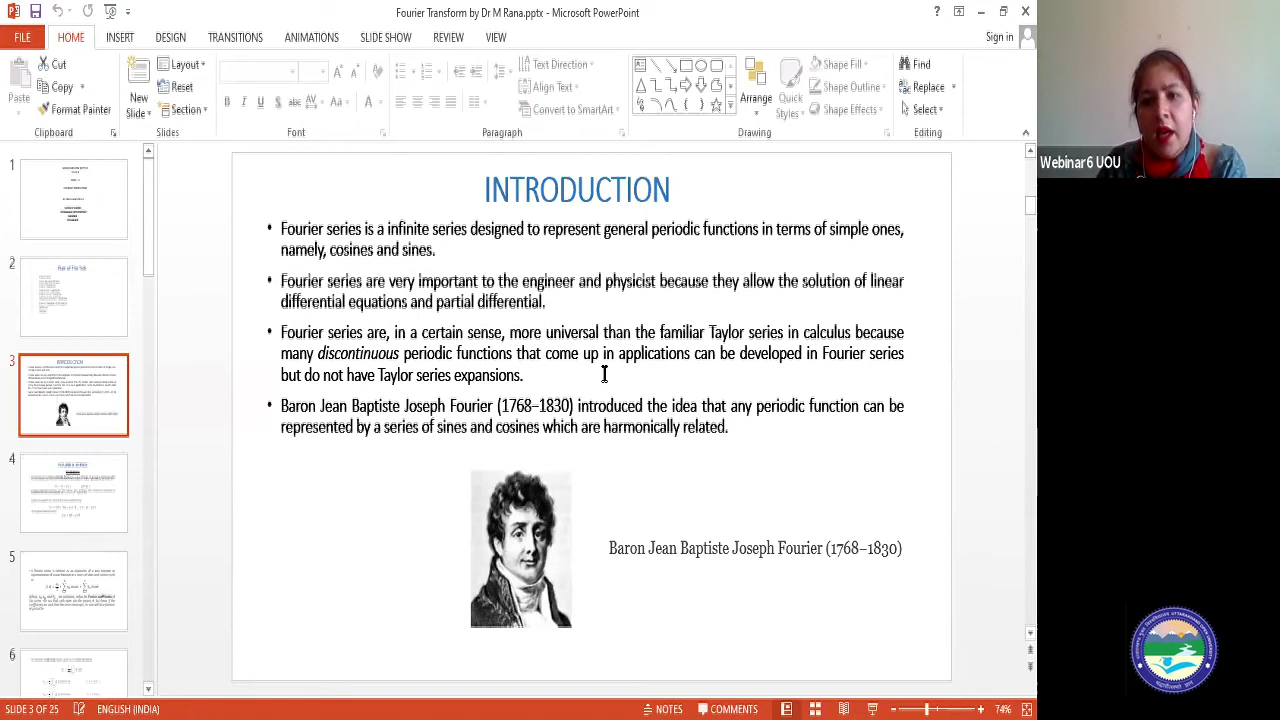 Fourier Transform by Dr M Rana.pptx - Microsoft PowerPoint
Sign in
FILE HOME INSERT DESIGN TRANSITIONS ANIMATIONS SLIDE SHOW REVIEW VIEW
Paste
Cut
Copy
Format Painter
Clipboard
New
Slide
Layout
Reset
Section
Slides
Font
Text Direction
Align Text
Convert to SmartArt
Paragraph
Arrange
Quick
Styles
Shape Fill
Shape Outline
Shape Effects
Drawing
Find
Replace
Select
Editing
Webinar6 UOU
1
2
3
4
5
6
INTRODUCTION
• Fourier series is a infinite series designed to represent general periodic functions in terms of simple ones,
namely, cosines and sines.
• Fourier series are very important to the engineer and physicist because they allow the solution of linear
differential equations and partial differential.
• Fourier series are, in a certain sense, more universal than the familiar Taylor series in calculus because
many discontinuous periodic functions that come up in applications can be developed in Fourier series
but do not have Taylor series expressions.
• Baron Jean Baptiste Joseph Fourier (1768–1830) introduced the idea that any periodic function can be
represented by a series of sines and cosines which are harmonically related.
Baron Jean Baptiste Joseph Fourier (1768–1830)
SLIDE 3 OF 25
ENGLISH (INDIA)
NOTES
COMMENTS
74%